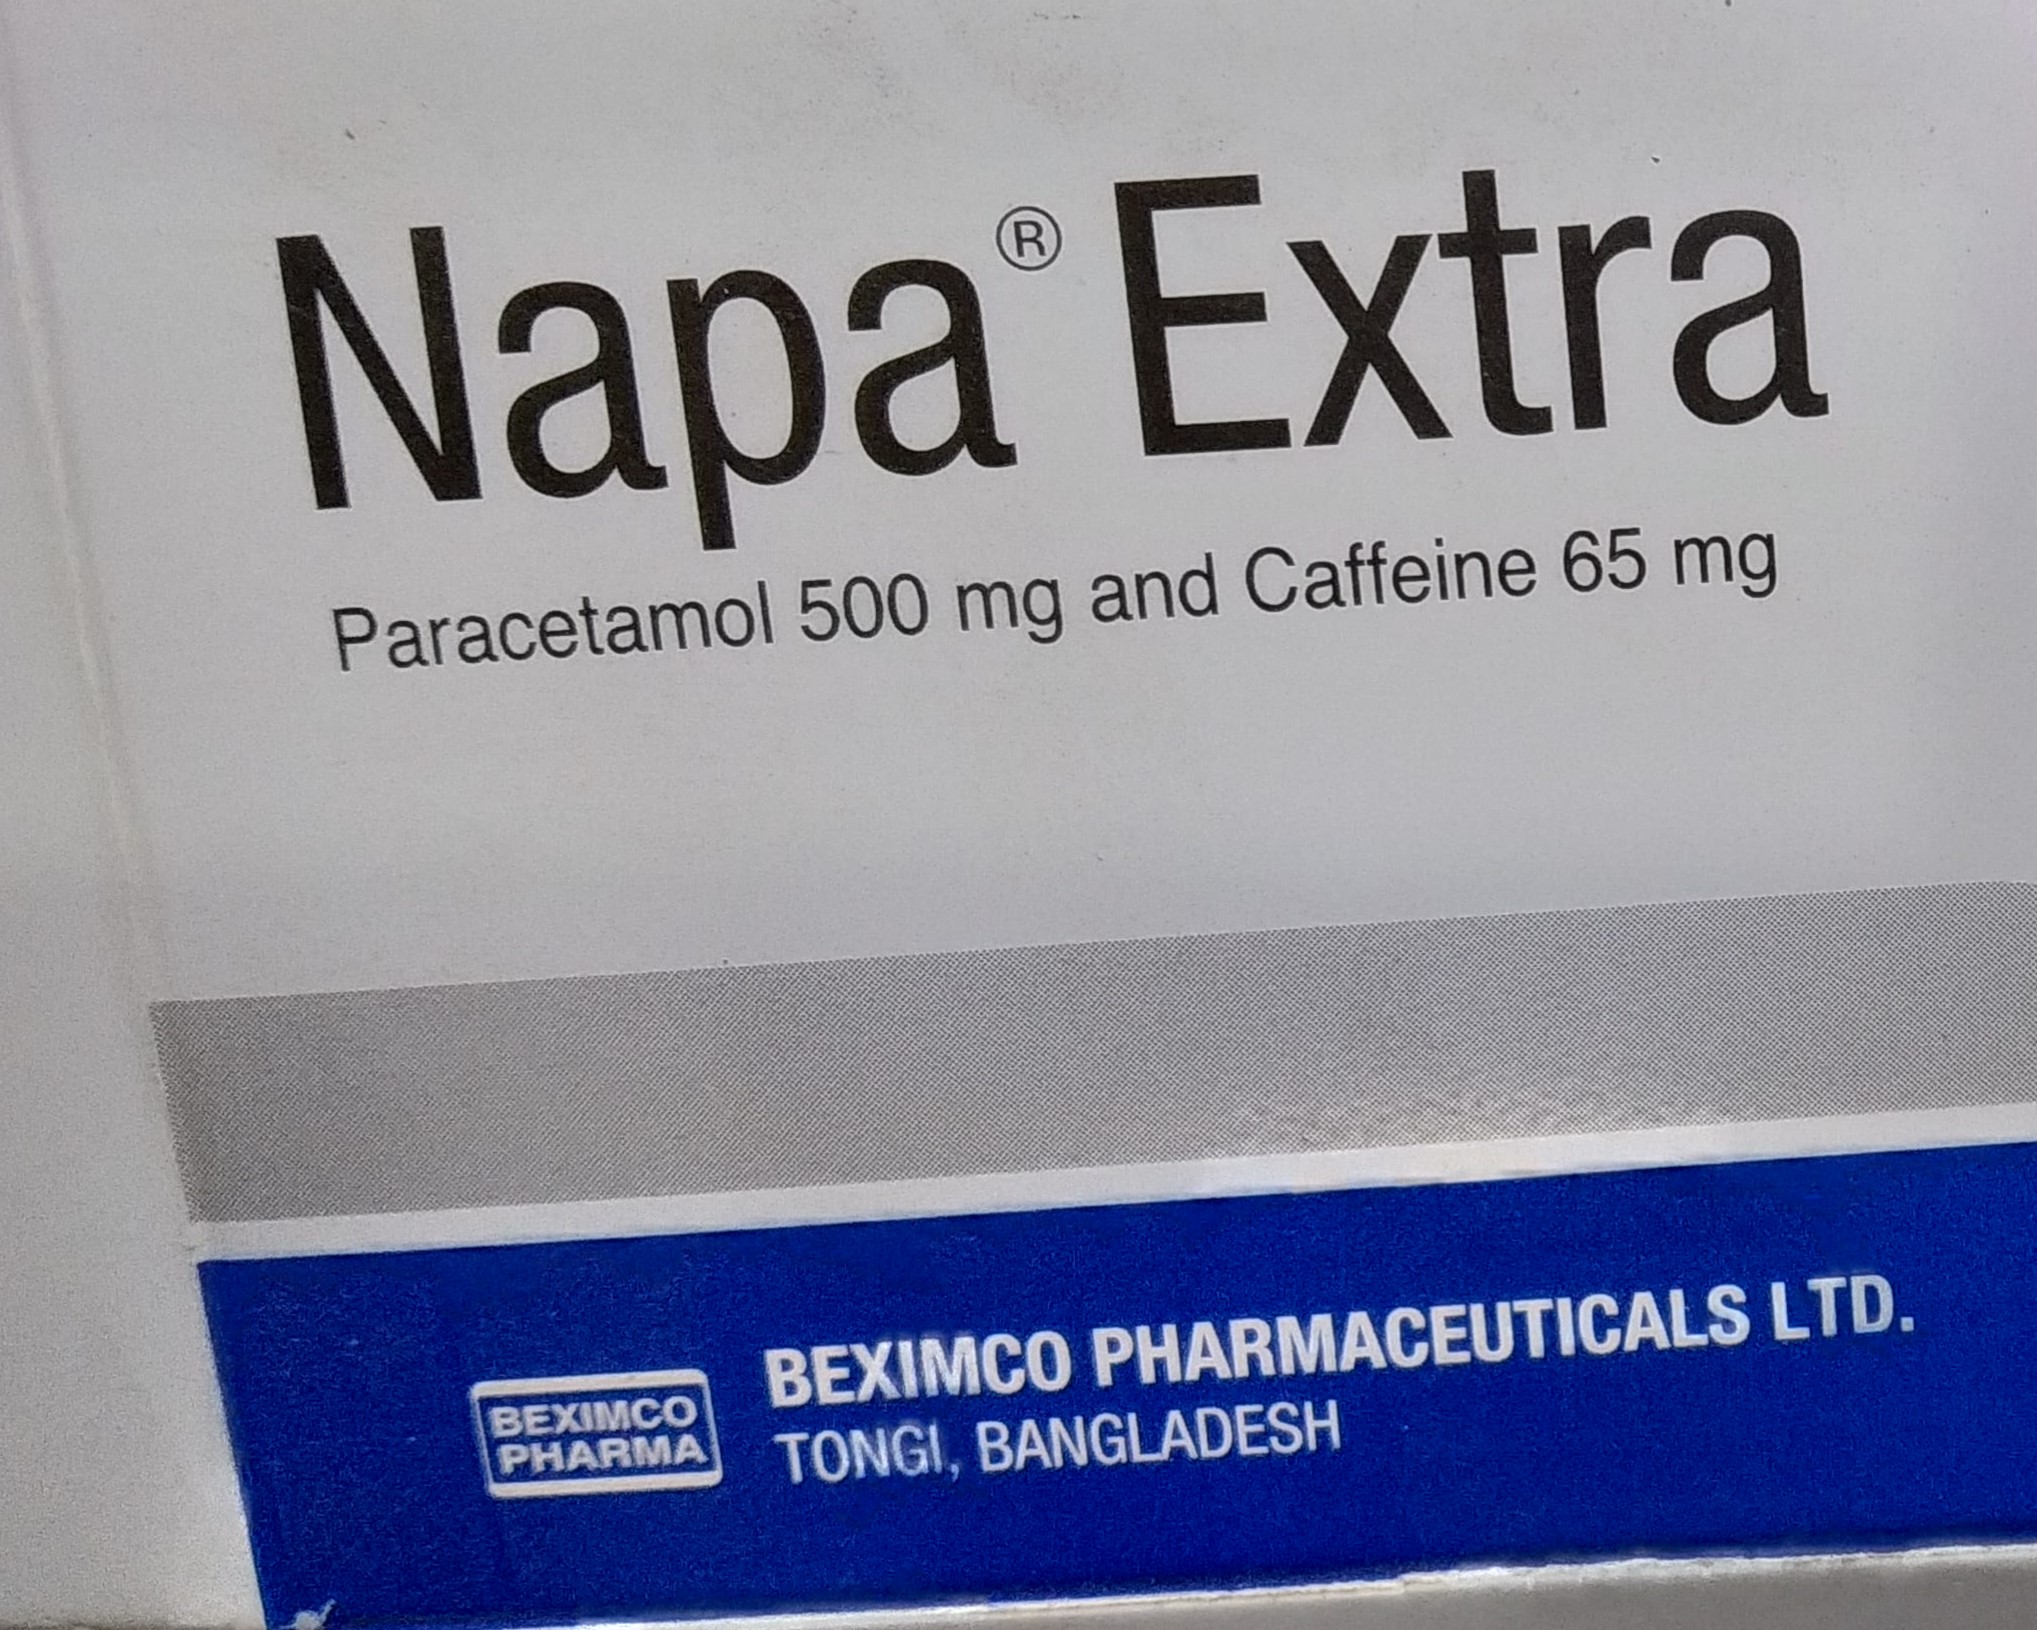 Napa® Extra
Paracetamol 500 mg and Caffeine 65 mg
BEXIMCO
PHARMA
BEXIMCO PHARMACEUTICALS LTD.
TONGI, BANGLADESH